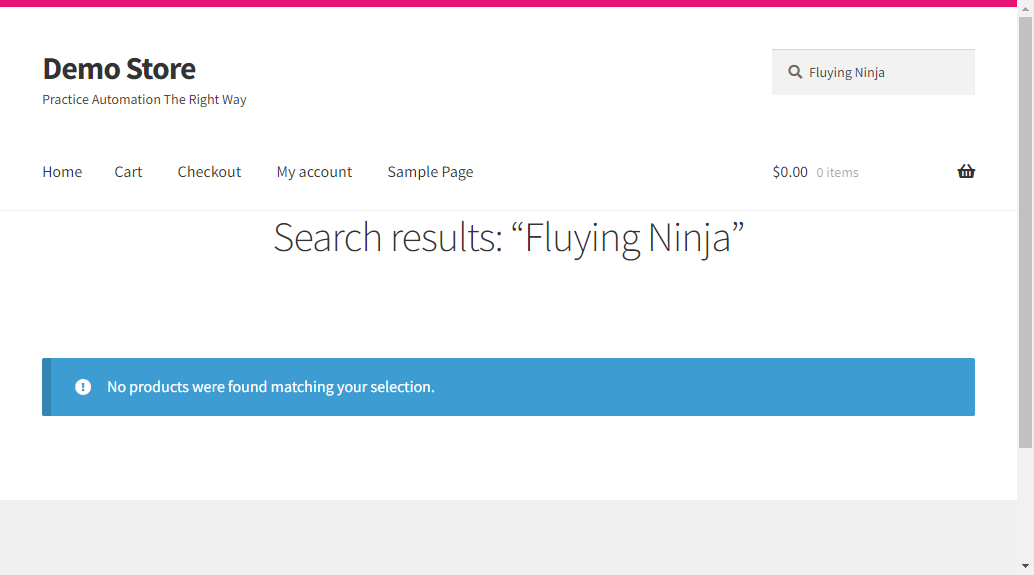 Demo Store
Practice Automation The Right Way
Fluying Ninja
Home Cart Checkout My account Sample Page $0.00 0 items
Search results: “Fluying Ninja”
No products were found matching your selection.